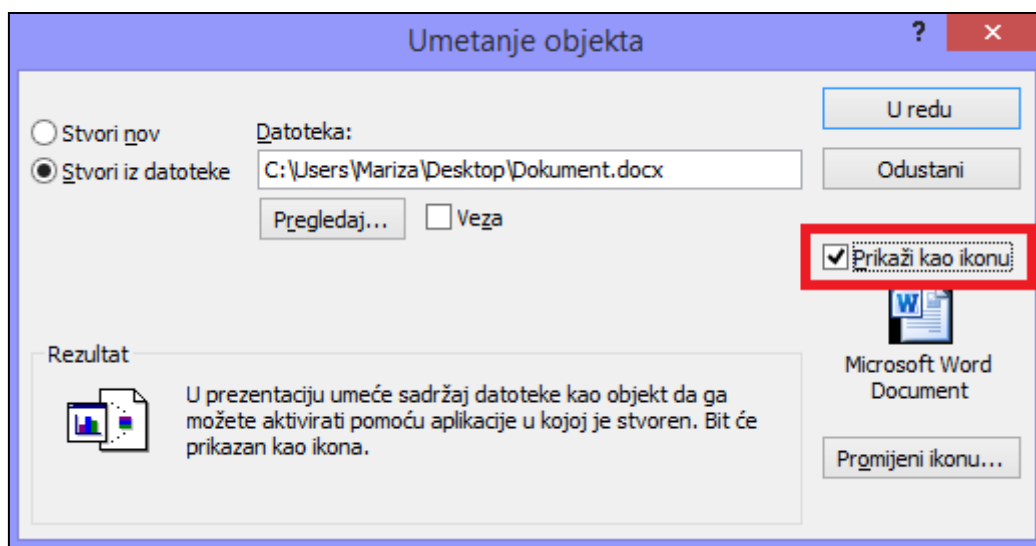 Umetanje objekta
?
Stvori nov
Stvori iz datoteke
Datoteka:
C:\Users\Mariza\Desktop\Dokument.docx
Pregledaj...
Veza
U redu
Odustani
Prikaži kao ikonu
W
Microsoft Word
Document
Promijeni ikonu...
Rezultat
U prezentaciju umeće sadržaj datoteke kao objekt da ga
možete aktivirati pomoću aplikacije u kojoj je stvoren. Bit će
prikazan kao ikona.